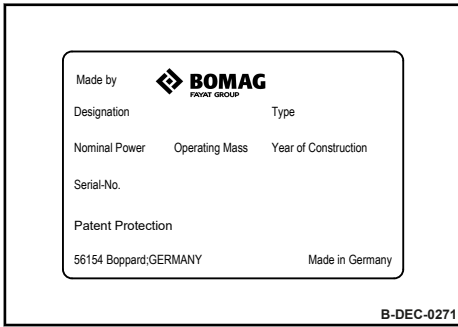 Made by BOMAG
FAYAT GROUP
Designation Type
Nominal Power Operating Mass Year of Construction
Serial-No.
Patent Protection
56154 Boppard;GERMANY Made in Germany
B-DEC-0271